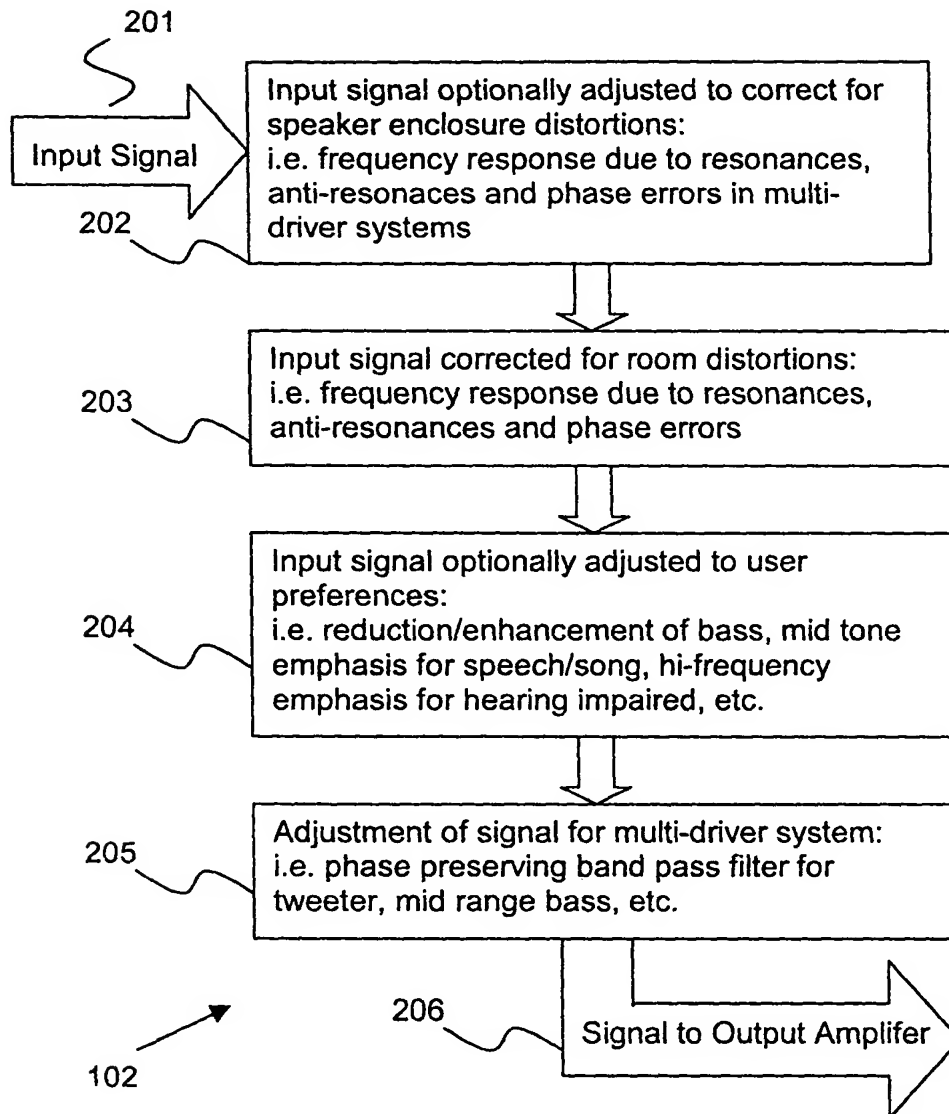 201
Input Signal
Input signal optionally adjusted to correct for
speaker enclosure distortions:
i.e. frequency response due to resonances,
anti-resonaces and phase errors in multi-
driver systems
202
Input signal corrected for room distortions:
i.e. frequency response due to resonances,
anti-resonances and phase errors
203
Input signal optionally adjusted to user
preferences:
i.e. reduction/enhancement of bass, mid tone
emphasis for speech/song, hi-frequency
emphasis for hearing impaired, etc.
204
Adjustment of signal for multi-driver system:
i.e. phase preserving band pass filter for
tweeter, mid range bass, etc.
205
206
Signal to Output Amplifer
102